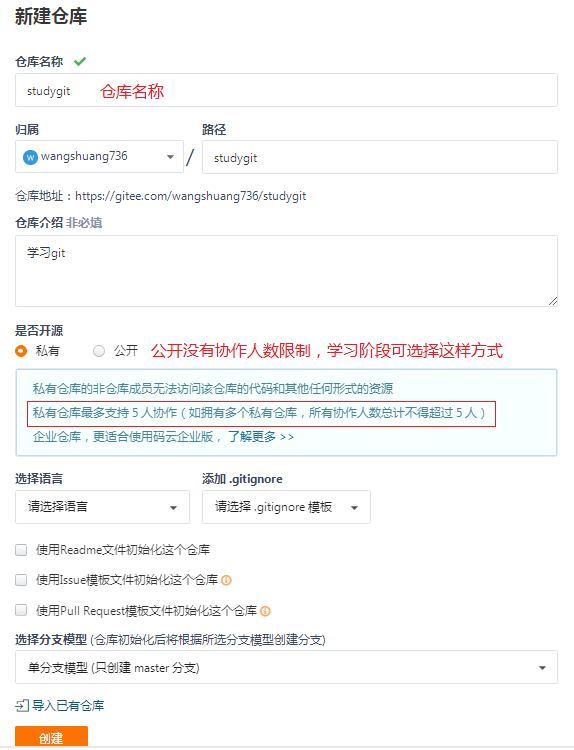 新建仓库
仓库名称
studygit 仓库名称
归属 路径
w wangshuang736 / studygit
仓库地址：https://gitee.com/wangshuang736/studygit
仓库介绍 非必填
学习git
是否开源
私有 公开 公开没有协作人数限制，学习阶段可选择这样方式
私有仓库的非仓库成员无法访问该仓库的代码和其他任何形式的资源
私有仓库最多支持 5 人协作（如拥有多个私有仓库，所有协作人数总计不得超过 5 人）
企业仓库，更适合使用码云企业版， 了解更多 >>
选择语言 添加 .gitignore
请选择语言 请选择 .gitignore 模板
使用Readme文件初始化这个仓库
使用Issue模板文件初始化这个仓库
使用Pull Request模板文件初始化这个仓库
选择分支模型 (仓库初始化后将根据所选分支模型创建分支)
单分支模型 (只创建 master 分支)
导入已有仓库
创建